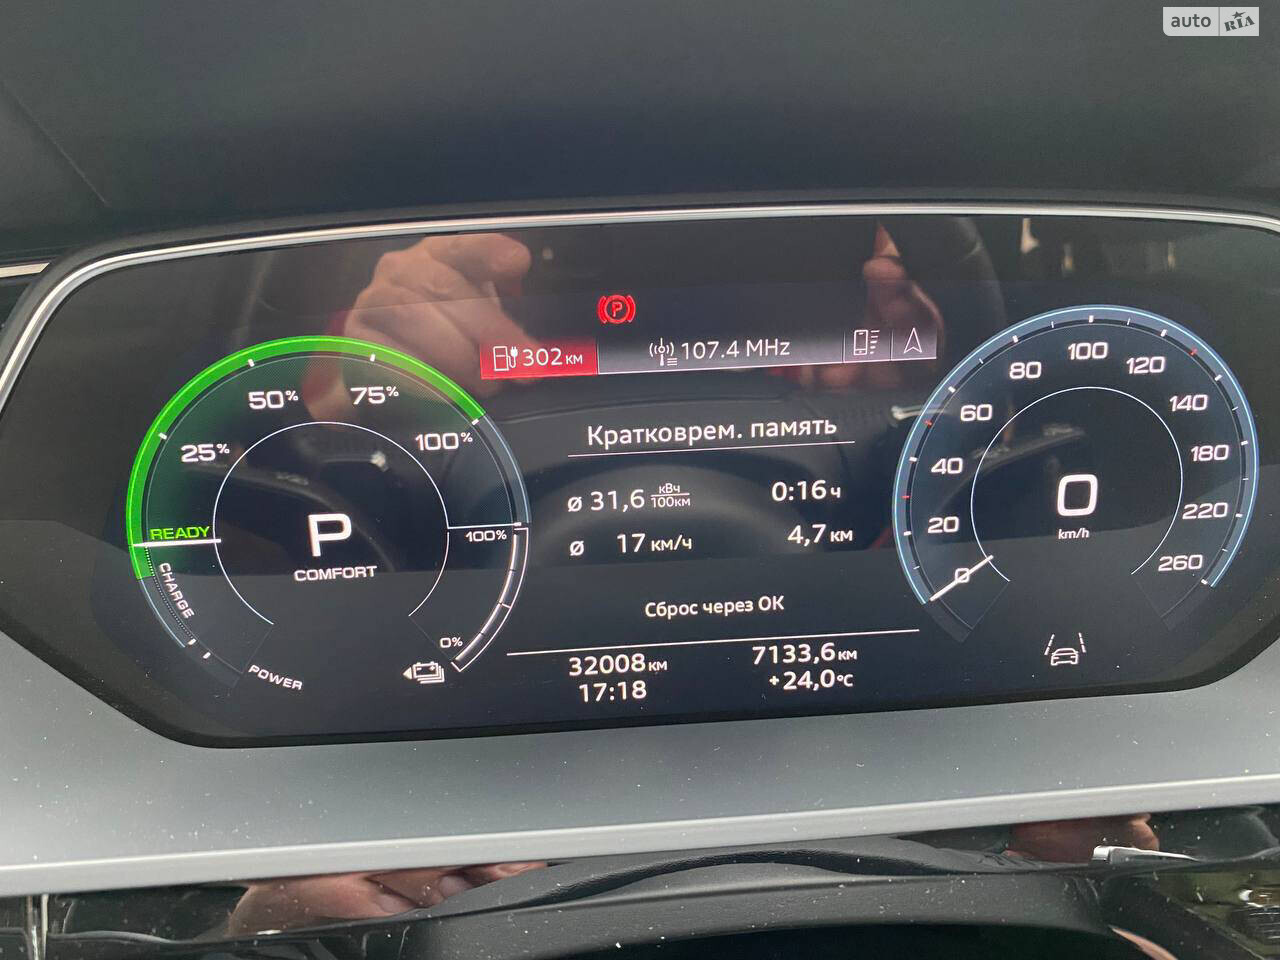 auto RIA
302 км
107.4 MHz
Кратковрем. память
ø 31,6 кВч/100км
0:16 ч
ø 17 км/ч
4,7 км
Сброс через OK
32008 км
7133,6 км
17:18
+24,0°C
25%
50%
75%
100%
READY
CHARGE
POWER
P
COMFORT
100%
0%
0
20
40
60
80
100
120
140
180
220
260
0
km/h
P